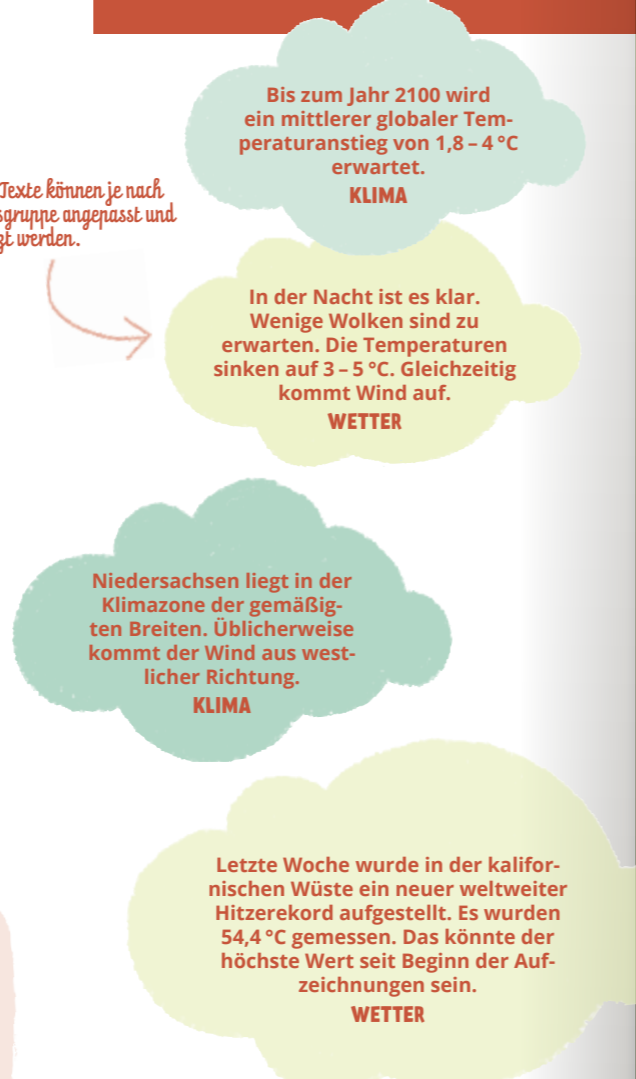 Bis zum Jahr 2100 wird
ein mittlerer globaler Tem-
peraturanstieg von 1,8 – 4 °C
erwartet.
KLIMA
Texte können je nach
sgruppe angepasst und
zt werden.
In der Nacht ist es klar.
Wenige Wolken sind zu
erwarten. Die Temperaturen
sinken auf 3 – 5 °C. Gleichzeitig
kommt Wind auf.
WETTER
Niedersachsen liegt in der
Klimazone der gemäßig-
ten Breiten. Üblicherweise
kommt der Wind aus west-
licher Richtung.
KLIMA
Letzte Woche wurde in der kalifor-
nischen Wüste ein neuer weltweiter
Hitzerekord aufgestellt. Es wurden
54,4 °C gemessen. Das könnte der
höchste Wert seit Beginn der Auf-
zeichnungen sein.
WETTER